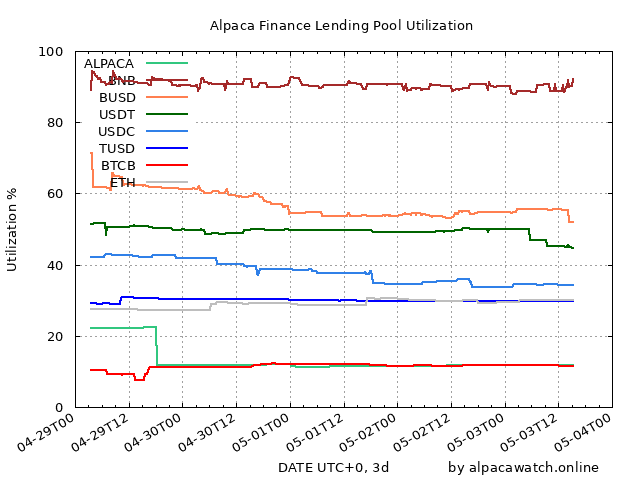 Alpaca Finance Lending Pool Utilization
100
80
60
40
20
0
Utilization %
ALPACA
BNB
BUSD
USDT
USDC
TUSD
BTCB
ETH
04-29T00
04-29T12
04-30T00
04-30T12
05-01T00
05-01T12
05-02T00
05-02T12
05-03T00
05-03T12
05-04T00
DATE UTC+0, 3d
by alpacawatch.online